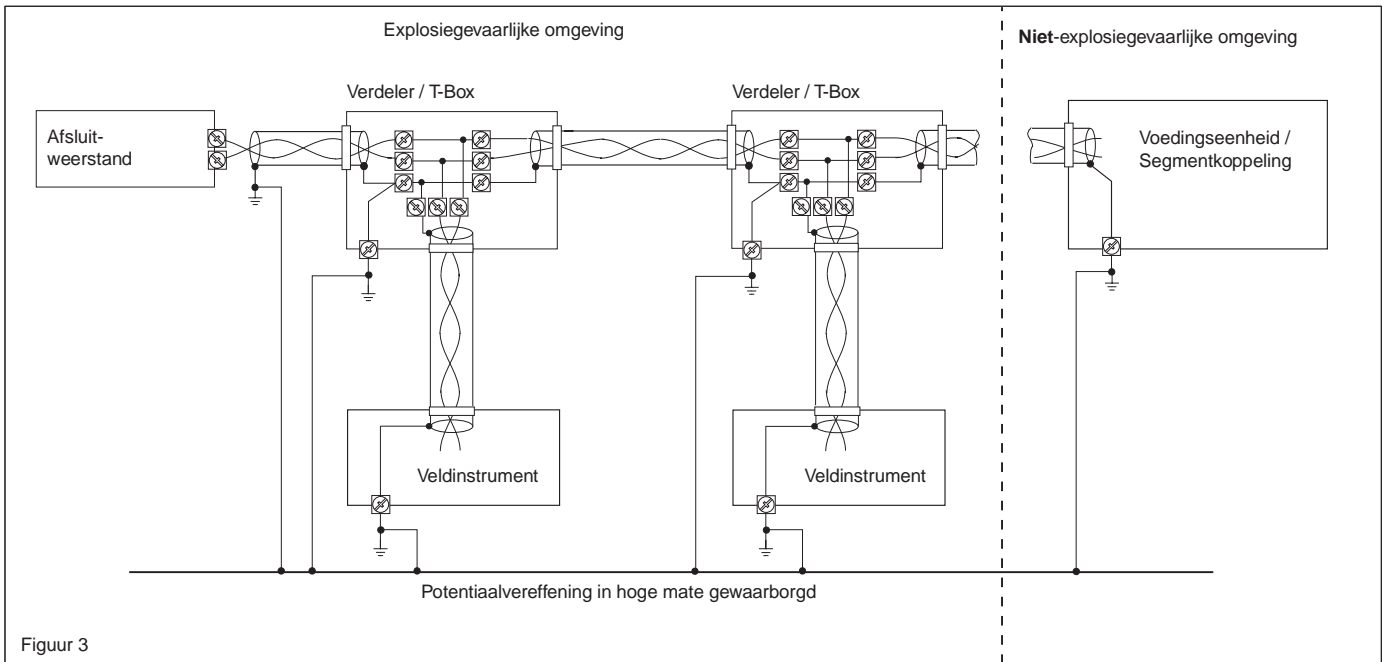 Explosiegevaarlijke omgeving
Niet-explosiegevaarlijke omgeving
Verdeler / T-Box
Verdeler / T-Box
Afsluit-
weerstand
Voedingseenheid /
Segmentkoppeling
Veldinstrument
Veldinstrument
Potentiaalvereffening in hoge mate gewaarborgd
Figuur 3